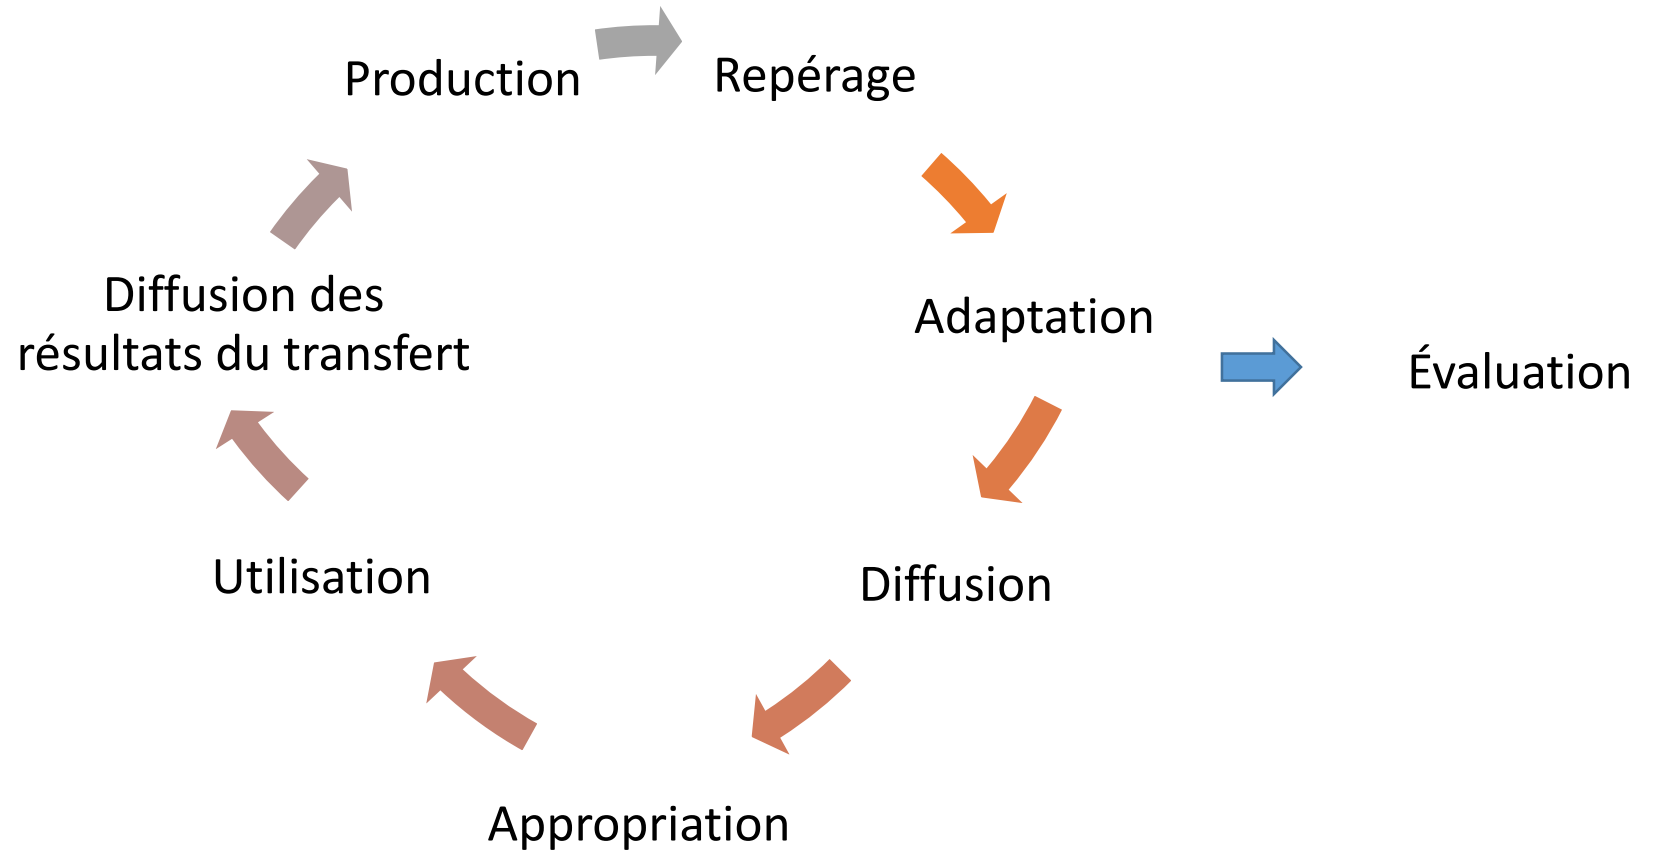 Production
Repérage
Adaptation
Évaluation
Diffusion
Appropriation
Utilisation
Diffusion des
résultats du transfert